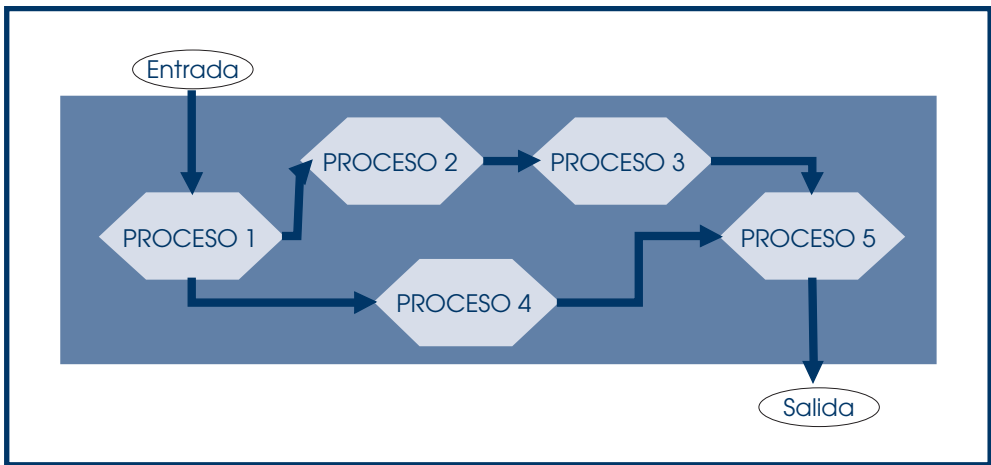 Entrada
PROCESO 2
PROCESO 3
PROCESO 1
PROCESO 5
PROCESO 4
Salida